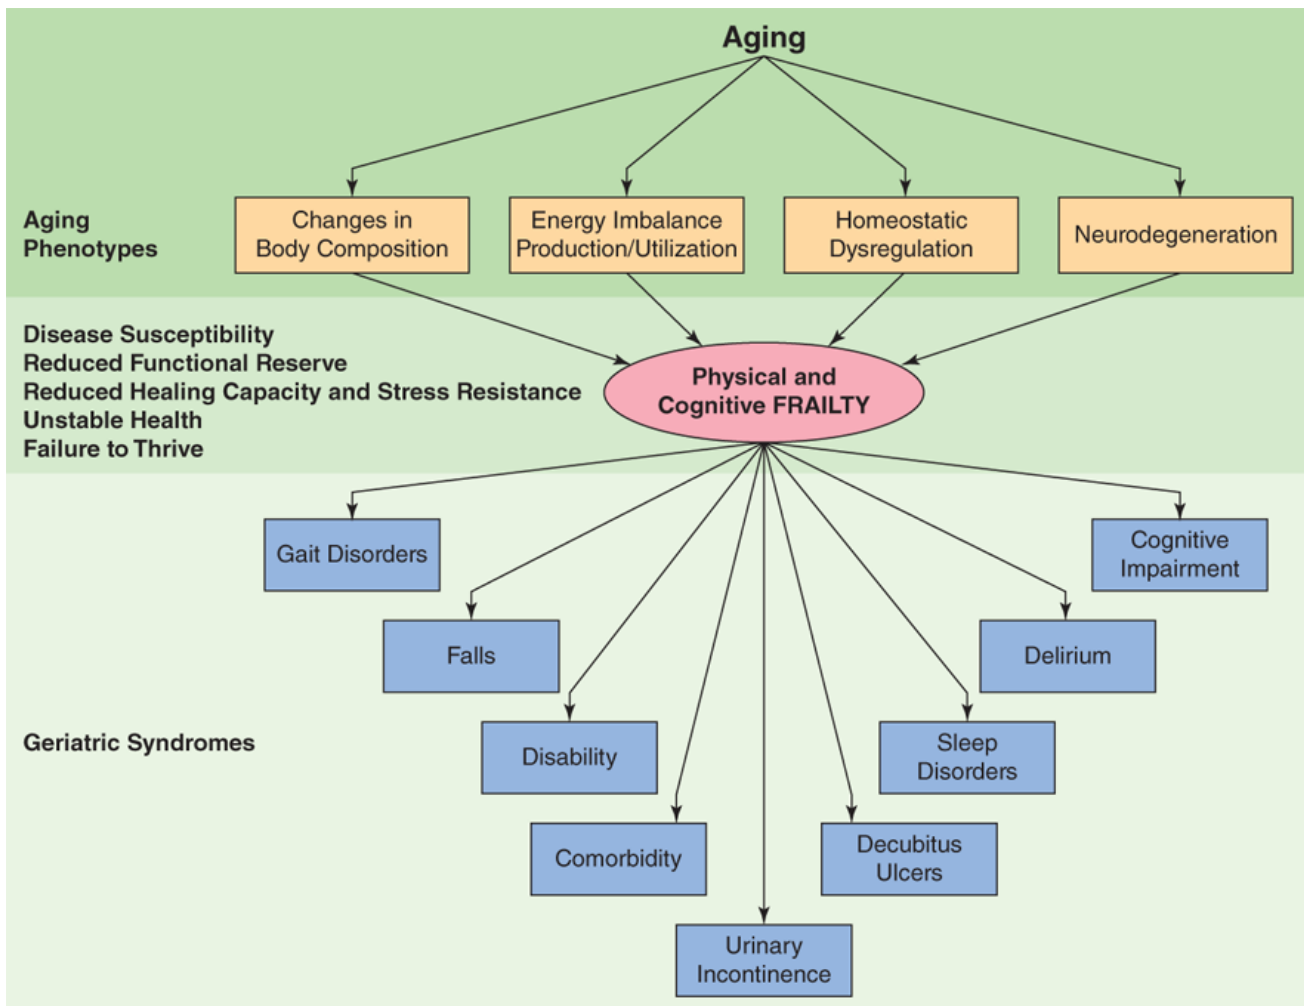 Aging
Aging
Phenotypes
Changes in
Body Composition
Energy Imbalance
Production/Utilization
Homeostatic
Dysregulation
Neurodegeneration
Disease Susceptibility
Reduced Functional Reserve
Reduced Healing Capacity and Stress Resistance
Unstable Health
Failure to Thrive
Physical and
Cognitive FRAILTY
Gait Disorders
Cognitive
Impairment
Falls
Delirium
Geriatric Syndromes
Disability
Sleep
Disorders
Comorbidity
Decubitus
Ulcers
Urinary
Incontinence